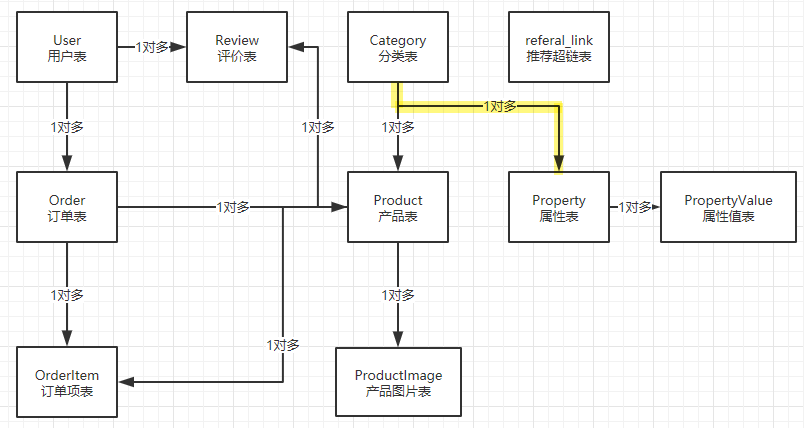 User
用户表
1对多
Review
评价表
Category
分类表
referal_link
推荐超链表
1对多
1对多
1对多
1对多
Order
订单表
1对多
Product
产品表
Property
属性表
1对多
PropertyValue
属性值表
1对多
1对多
1对多
OrderItem
订单项表
ProductImage
产品图片表